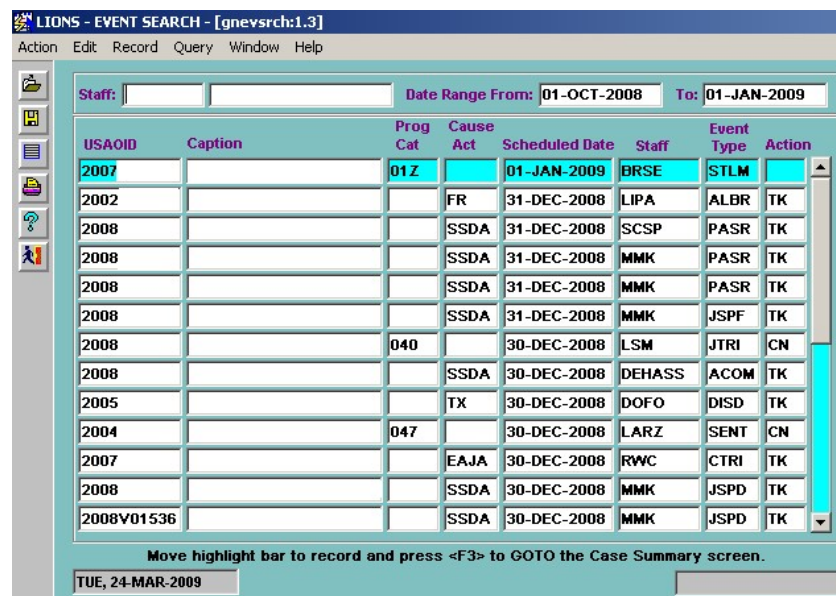 LIONS - EVENT SEARCH - [gnevsrch:1.3]
Action Edit Record Query Window Help
Staff: Date Range From: 01-OCT-2008 To: 01-JAN-2009
Prog Cause Event
USAOID Caption Cat Act Scheduled Date Staff Type Action
2007 01Z 01-JAN-2009 BRSE STLM
2002 FR 31-DEC-2008 LIPA ALBR TK
2008 SSDA 31-DEC-2008 SCSP PASR TK
2008 SSDA 31-DEC-2008 MMK PASR TK
2008 SSDA 31-DEC-2008 MMK PASR TK
2008 SSDA 31-DEC-2008 MMK JSPF TK
2008 040 30-DEC-2008 LSM JTRI CN
2008 SSDA 30-DEC-2008 DEHASS ACOM TK
2005 TX 30-DEC-2008 DOFO DISD TK
2004 047 30-DEC-2008 LARZ SENT CN
2007 EAJA 30-DEC-2008 RWC CTRI TK
2008 SSDA 30-DEC-2008 MMK JSPD TK
2008V01536 SSDA 30-DEC-2008 MMK JSPD TK
Move highlight bar to record and press <F3> to GOTO the Case Summary screen.
TUE, 24-MAR-2009